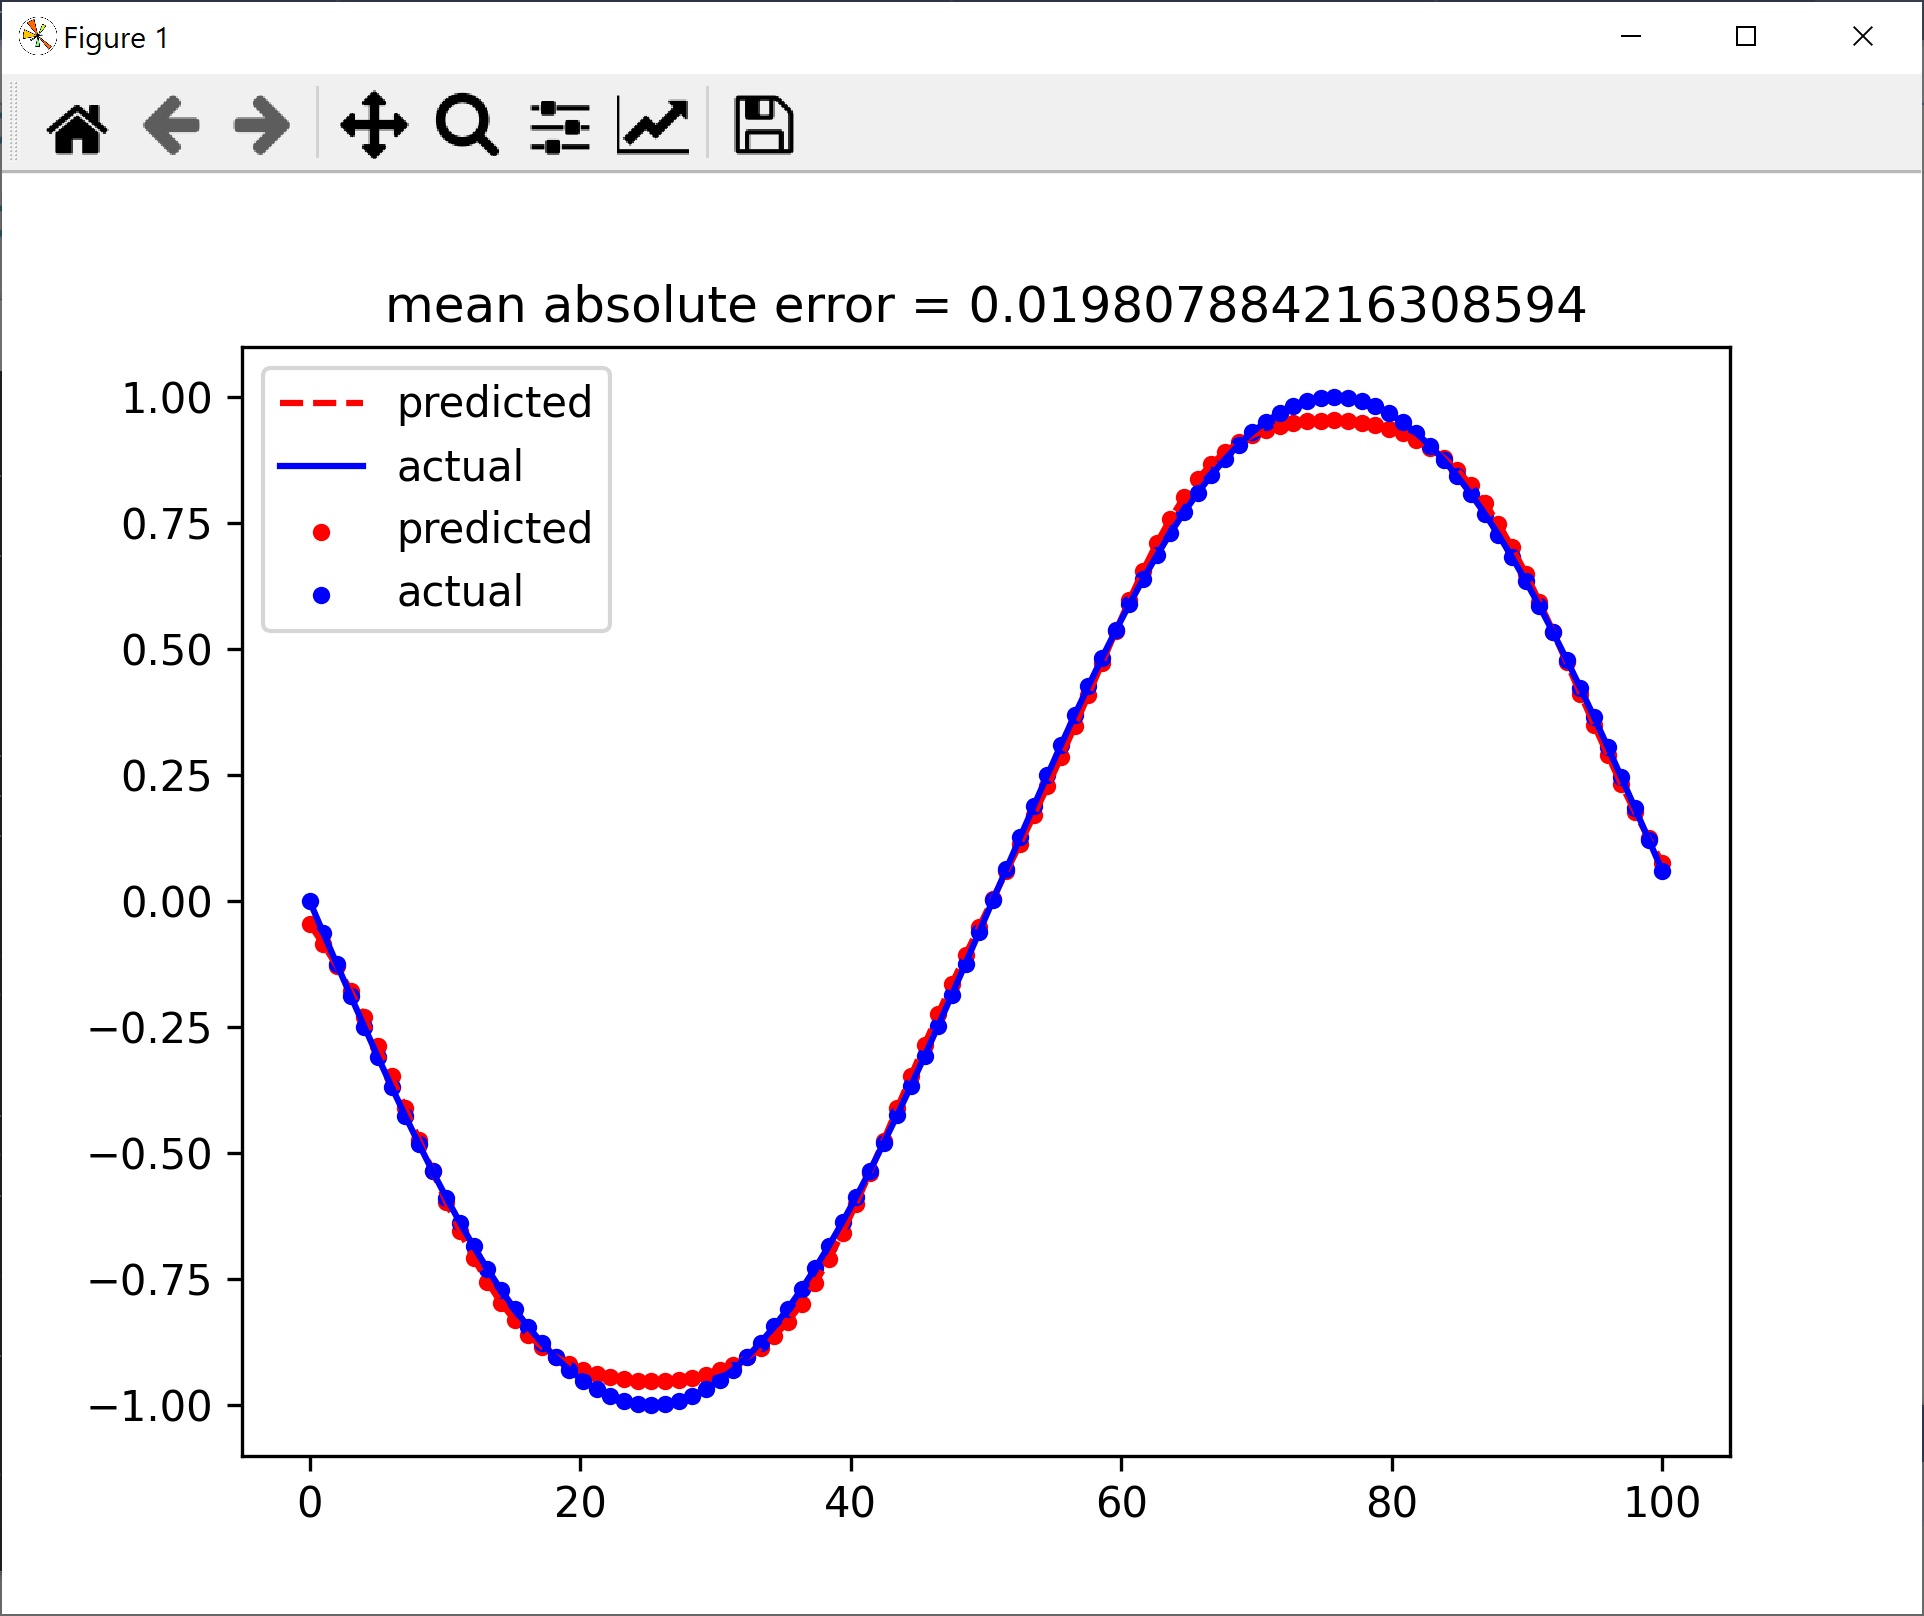 Figure 1
mean absolute error = 0.019807884216308594
predicted
actual
predicted
actual
1.00
0.75
0.50
0.25
0.00
−0.25
−0.50
−0.75
−1.00
0 20 40 60 80 100